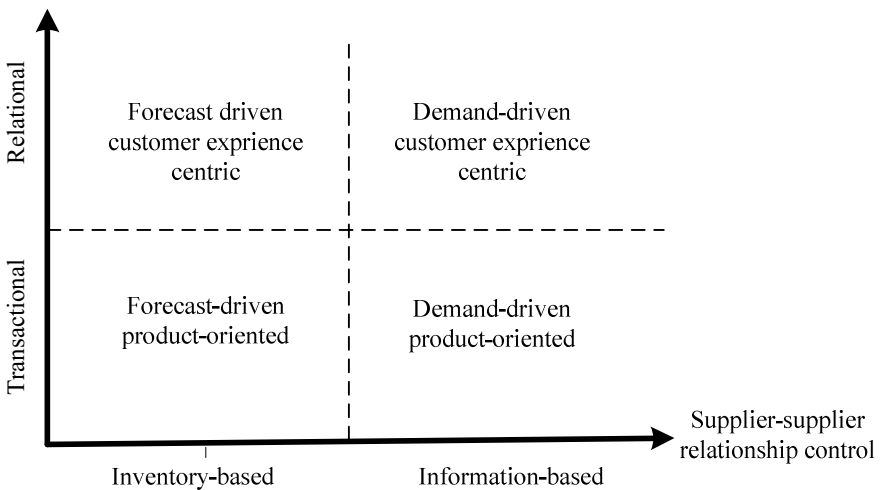 Relational
Forecast driven
customer exprience
centric
Demand-driven
customer exprience
centric
Transactional
Forecast-driven
product-oriented
Demand-driven
product-oriented
Supplier-supplier
relationship control
Inventory-based
Information-based